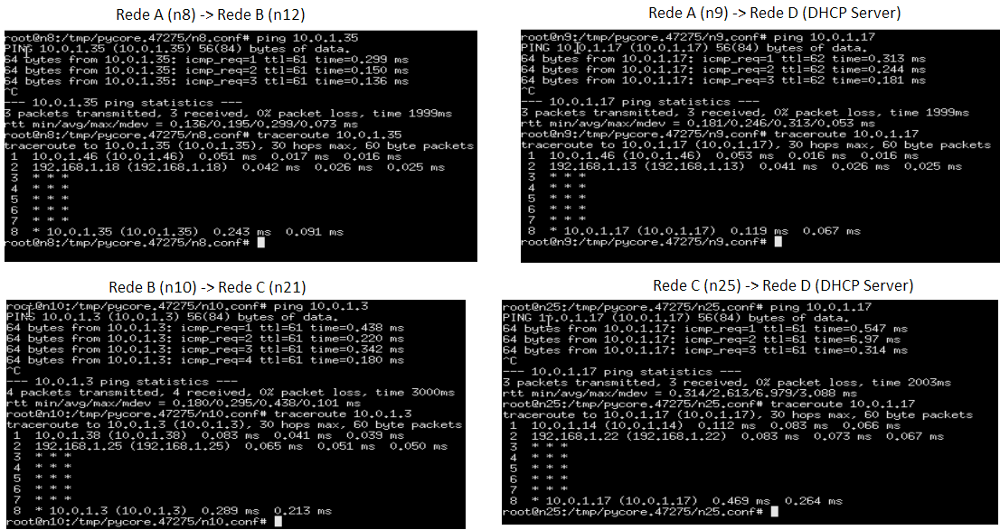 Rede A (n8) -> Rede B (n12)
root@n8:/tmp/pycore.47275/n8.conf# ping 10.0.1.35
PING 10.0.1.35 (10.0.1.35) 56(84) bytes of data.
64 bytes from 10.0.1.35: icmp_req=1 ttl=61 time=0.299 ms
64 bytes from 10.0.1.35: icmp_req=2 ttl=61 time=0.150 ms
64 bytes from 10.0.1.35: icmp_req=3 ttl=61 time=0.136 ms
^C
--- 10.0.1.35 ping statistics ---
3 packets transmitted, 3 received, 0% packet loss, time 1999ms
rtt min/avg/max/mdev = 0.136/0.195/0.299/0.073 ms
root@n8:/tmp/pycore.47275/n8.conf# traceroute 10.0.1.35
traceroute to 10.0.1.35 (10.0.1.35), 30 hops max, 60 byte packets
1 10.0.1.46 (10.0.1.46) 0.051 ms 0.017 ms 0.016 ms
2 192.168.1.18 (192.168.1.18) 0.042 ms 0.026 ms 0.025 ms
3 * * *
4 * * *
5 * * *
6 * * *
7 * * *
8 * 10.0.1.35 (10.0.1.35) 0.243 ms 0.091 ms
root@n8:/tmp/pycore.47275/n8.conf#
Rede A (n9) -> Rede D (DHCP Server)
root@n9:/tmp/pycore.47275/n9.conf# ping 10.0.1.17
PING 10.0.1.17 (10.0.1.17) 56(84) bytes of data.
64 bytes from 10.0.1.17: icmp_req=1 ttl=62 time=0.313 ms
64 bytes from 10.0.1.17: icmp_req=2 ttl=62 time=0.244 ms
64 bytes from 10.0.1.17: icmp_req=3 ttl=62 time=0.181 ms
^C
--- 10.0.1.17 ping statistics ---
3 packets transmitted, 3 received, 0% packet loss, time 1999ms
rtt min/avg/max/mdev = 0.181/0.246/0.313/0.053 ms
root@n9:/tmp/pycore.47275/n9.conf# traceroute 10.0.1.17
traceroute to 10.0.1.17 (10.0.1.17), 30 hops max, 60 byte packets
1 10.0.1.46 (10.0.1.46) 0.053 ms 0.016 ms 0.016 ms
2 192.168.1.13 (192.168.1.13) 0.041 ms 0.026 ms 0.025 ms
3 * * *
4 * * *
5 * * *
6 * * *
7 * * *
8 * 10.0.1.17 (10.0.1.17) 0.119 ms 0.067 ms
root@n9:/tmp/pycore.47275/n9.conf#
Rede B (n10) -> Rede C (n21)
root@n10:/tmp/pycore.47275/n10.conf# ping 10.0.1.3
PING 10.0.1.3 (10.0.1.3) 56(84) bytes of data.
64 bytes from 10.0.1.3: icmp_req=1 ttl=61 time=0.438 ms
64 bytes from 10.0.1.3: icmp_req=2 ttl=61 time=0.220 ms
64 bytes from 10.0.1.3: icmp_req=3 ttl=61 time=0.342 ms
64 bytes from 10.0.1.3: icmp_req=4 ttl=61 time=0.180 ms
^C
--- 10.0.1.3 ping statistics ---
4 packets transmitted, 4 received, 0% packet loss, time 3000ms
rtt min/avg/max/mdev = 0.180/0.295/0.438/0.101 ms
root@n10:/tmp/pycore.47275/n10.conf# traceroute 10.0.1.3
traceroute to 10.0.1.3 (10.0.1.3), 30 hops max, 60 byte packets
1 10.0.1.38 (10.0.1.38) 0.083 ms 0.041 ms 0.039 ms
2 192.168.1.25 (192.168.1.25) 0.065 ms 0.051 ms 0.050 ms
3 * * *
4 * * *
5 * * *
6 * * *
7 * * *
8 * 10.0.1.3 (10.0.1.3) 0.289 ms 0.213 ms
root@n10:/tmp/pycore.47275/n10.conf#
Rede C (n25) -> Rede D (DHCP Server)
root@n25:/tmp/pycore.47275/n25.conf# ping 10.0.1.17
PING 10.0.1.17 (10.0.1.17) 56(84) bytes of data.
64 bytes from 10.0.1.17: icmp_req=1 ttl=61 time=0.547 ms
64 bytes from 10.0.1.17: icmp_req=2 ttl=61 time=6.97 ms
64 bytes from 10.0.1.17: icmp_req=3 ttl=61 time=0.314 ms
^C
--- 10.0.1.17 ping statistics ---
3 packets transmitted, 3 received, 0% packet loss, time 2003ms
rtt min/avg/max/mdev = 0.314/2.613/6.979/3.088 ms
root@n25:/tmp/pycore.47275/n25.conf# traceroute 10.0.1.17
traceroute to 10.0.1.17 (10.0.1.17), 30 hops max, 60 byte packets
1 10.0.1.14 (10.0.1.14) 0.112 ms 0.083 ms 0.066 ms
2 192.168.1.22 (192.168.1.22) 0.083 ms 0.073 ms 0.067 ms
3 * * *
4 * * *
5 * * *
6 * * *
7 * * *
8 * 10.0.1.17 (10.0.1.17) 0.469 ms 0.264 ms
root@n25:/tmp/pycore.47275/n25.conf#